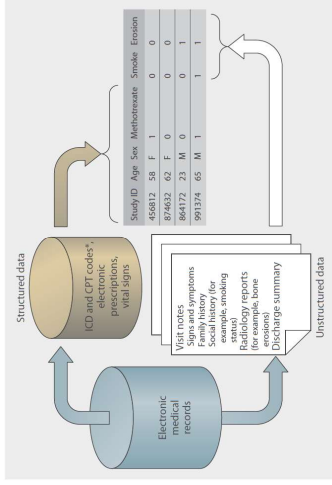 Structured data
ICD and CPT codes*,
electronic
prescriptions,
vital signs
Electronic
medical
records
Visit notes
Signs and symptoms
Family history
Social history (for
example, smoking
status)
Radiology reports
(for example, bone
erosions)
Discharge summary
Unstructured data
Study ID Age Sex Methotrexate Smoke Erosion
456812 58 F 1 0 0
874632 62 F 0 0 0
864172 23 M 0 0 1
991374 65 M 1 1 1